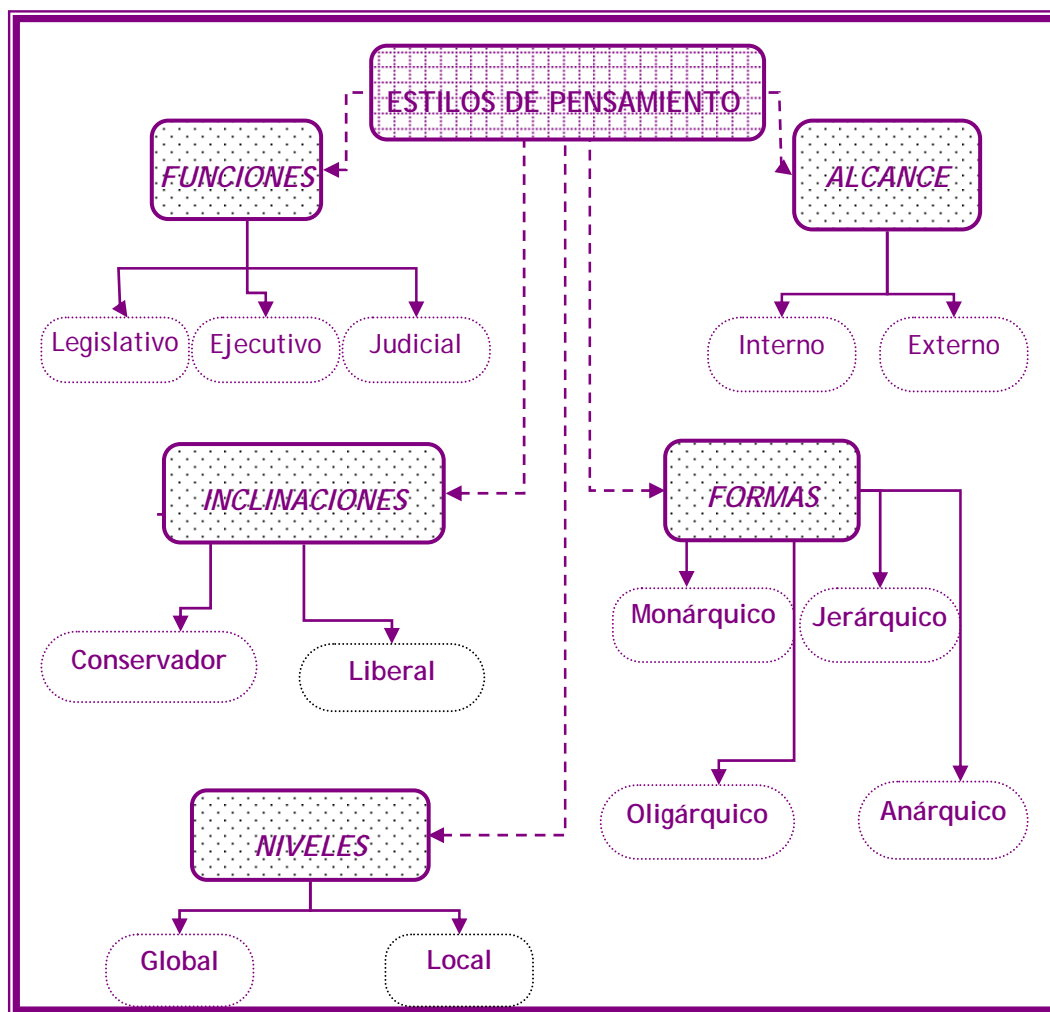 ESTILOS DE PENSAMIENTO
FUNCIONES
ALCANCE
Legislativo
Ejecutivo
Judicial
Interno
Externo
INCLINACIONES
FORMAS
Conservador
Liberal
Monárquico
Jerárquico
Oligárquico
Anárquico
NIVELES
Global
Local